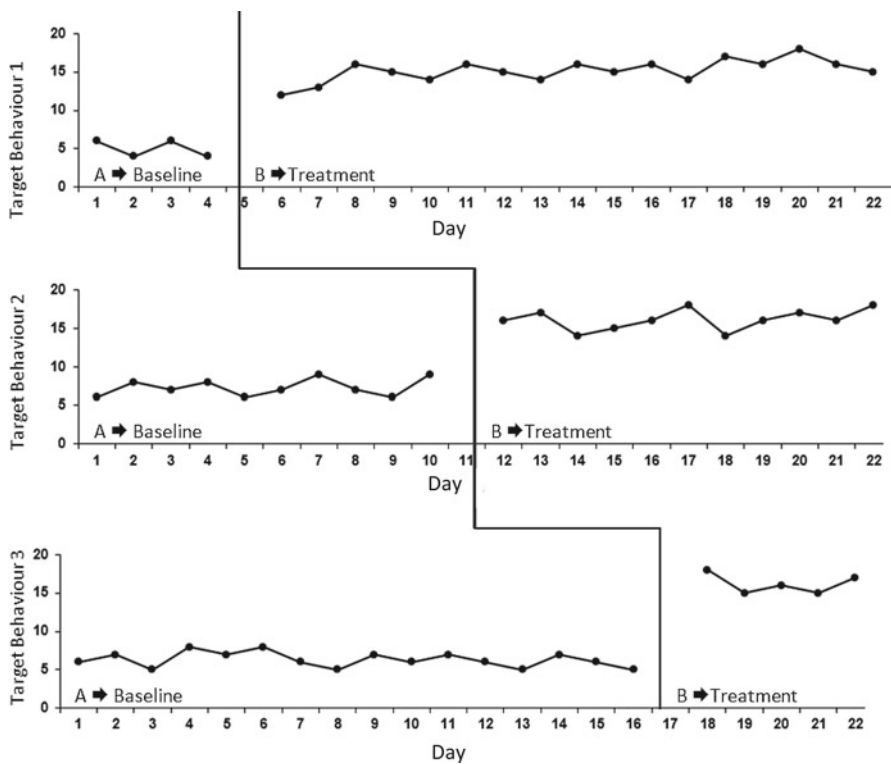 Target Behaviour 1
20
15
10
5
0
A ➡ Baseline
B ➡ Treatment
1 2 3 4 5 6 7 8 9 10 11 12 13 14 15 16 17 18 19 20 21 22
Day
Target Behaviour 2
20
15
10
5
0
A ➡ Baseline
B ➡ Treatment
1 2 3 4 5 6 7 8 9 10 11 12 13 14 15 16 17 18 19 20 21 22
Day
Target Behaviour 3
20
15
10
5
0
A ➡ Baseline
B ➡ Treatment
1 2 3 4 5 6 7 8 9 10 11 12 13 14 15 16 17 18 19 20 21 22
Day